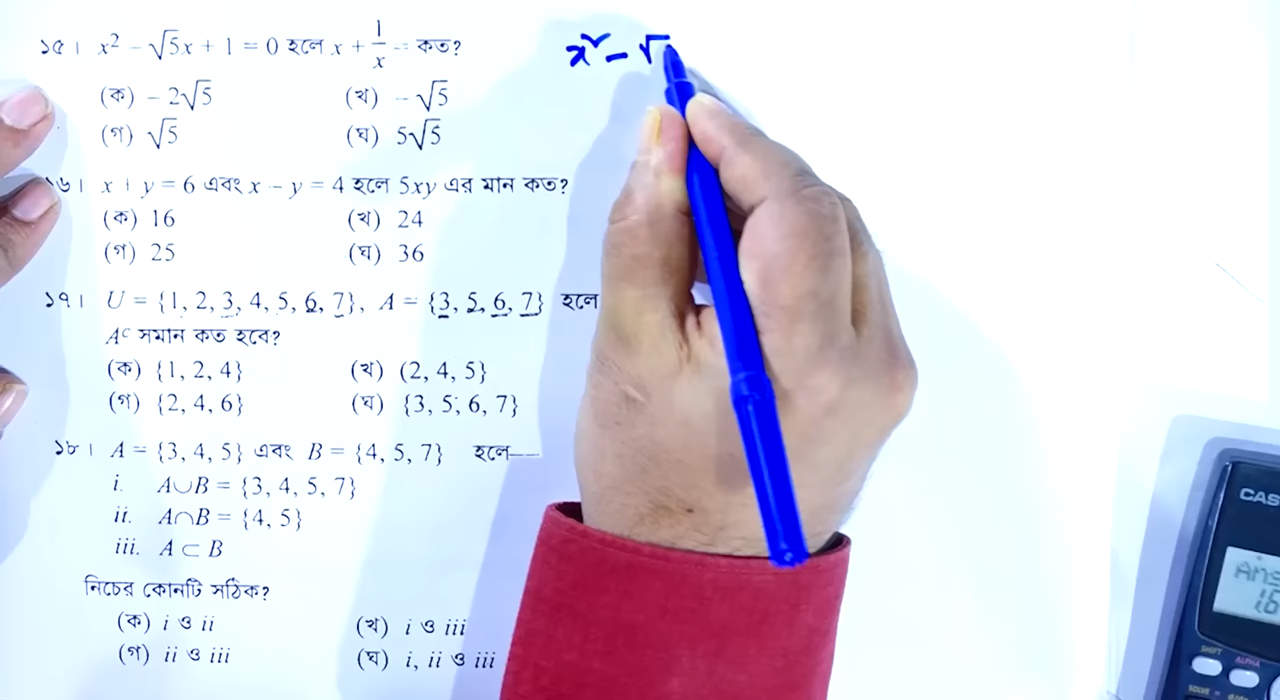 ১৫। x² − √5x + 1 = 0 হলে x + 1/x = কত?
(ক) − 2√5 (খ) − √5
(গ) √5 (ঘ) 5√5
১৬। x + y = 6 এবং x − y = 4 হলে 5xy এর মান কত?
(ক) 16 (খ) 24
(গ) 25 (ঘ) 36
১৭। U = {1, 2, 3, 4, 5, 6, 7}, A = {3, 5, 6, 7} হলে
Aᶜ সমান কত হবে?
(ক) {1, 2, 4} (খ) (2, 4, 5}
(গ) {2, 4, 6} (ঘ) {3, 5; 6, 7}
১৮। A = {3, 4, 5} এবং B = {4, 5, 7} হলে—
i. A∪B = {3, 4, 5, 7}
ii. A∩B = {4, 5}
iii. A ⊂ B
নিচের কোনটি সঠিক?
(ক) i ও ii (খ) i ও iii
(গ) ii ও iii (ঘ) i, ii ও iii
x² − √
CAS
Ans
1.6
SHIFT ALPHA
SOLVE